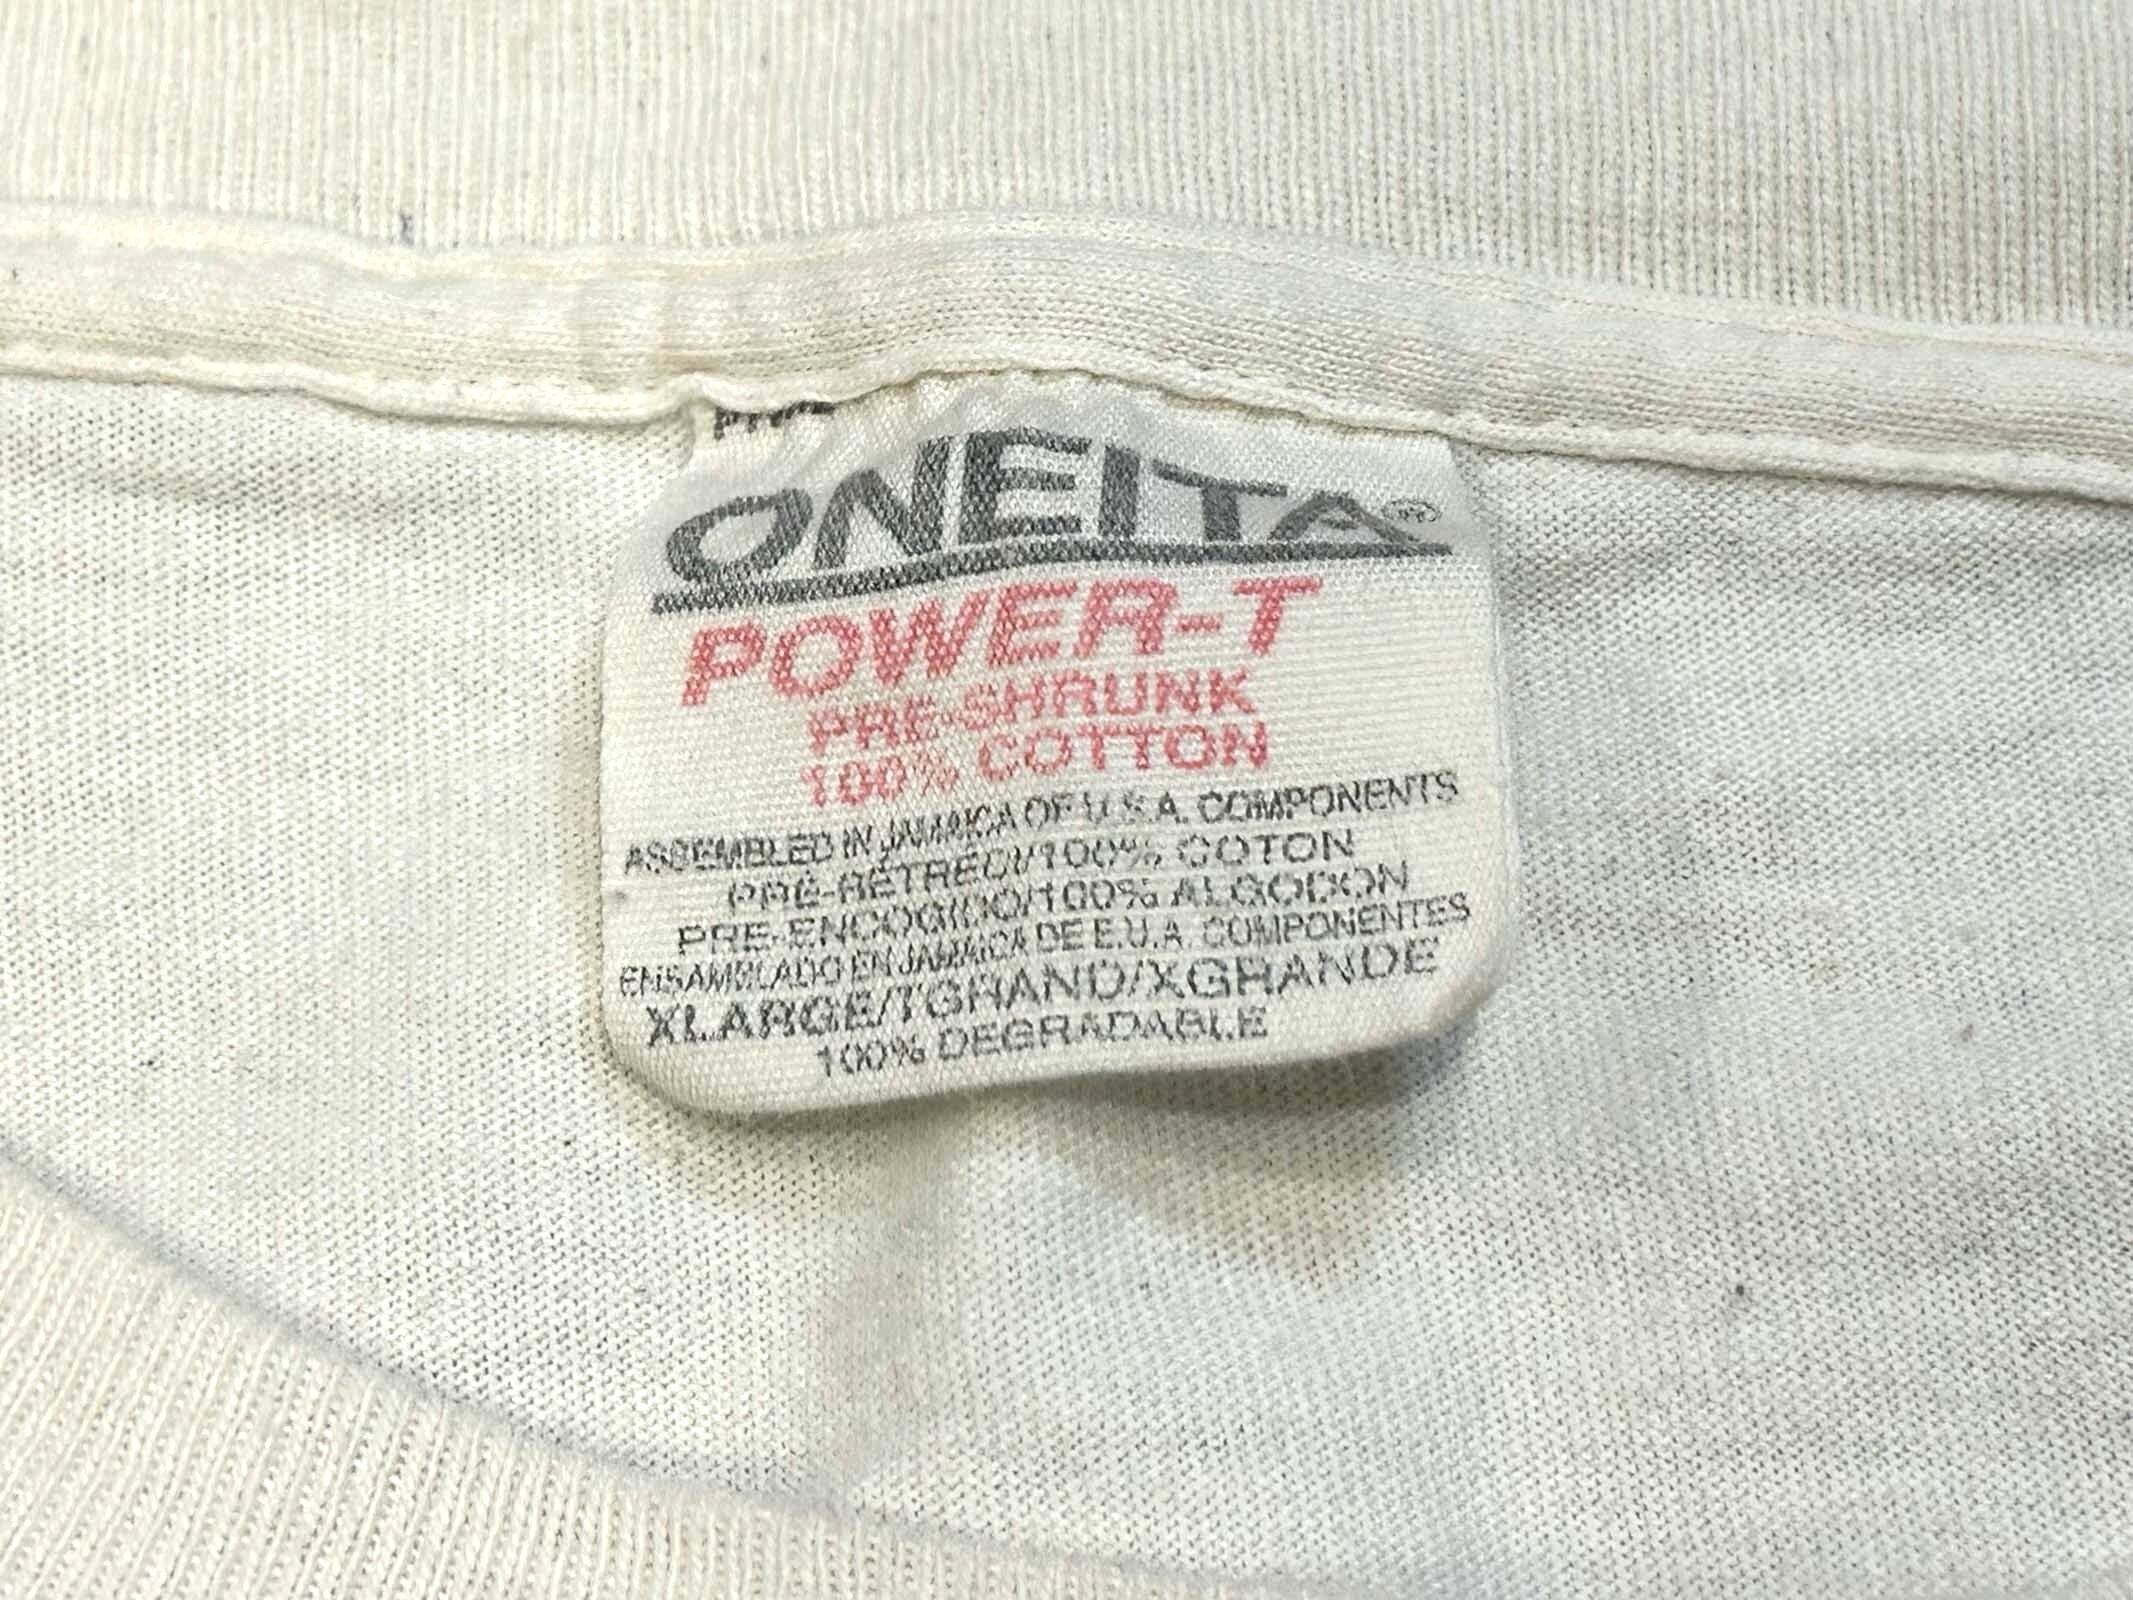 ONEITA®
POWER-T
PRE-SHRUNK
100% COTTON
ASSEMBLED IN JAMAICA OF U.S.A. COMPONENTS
PRÉ-RÉTRÉCI/100% COTON
PRE-ENCOGIDO/100% ALGODON
ENSAMBLADO EN JAMAICA DE E.U.A. COMPONENTES
XLARGE/TGRAND/XGRANDE
100% DEGRADABLE